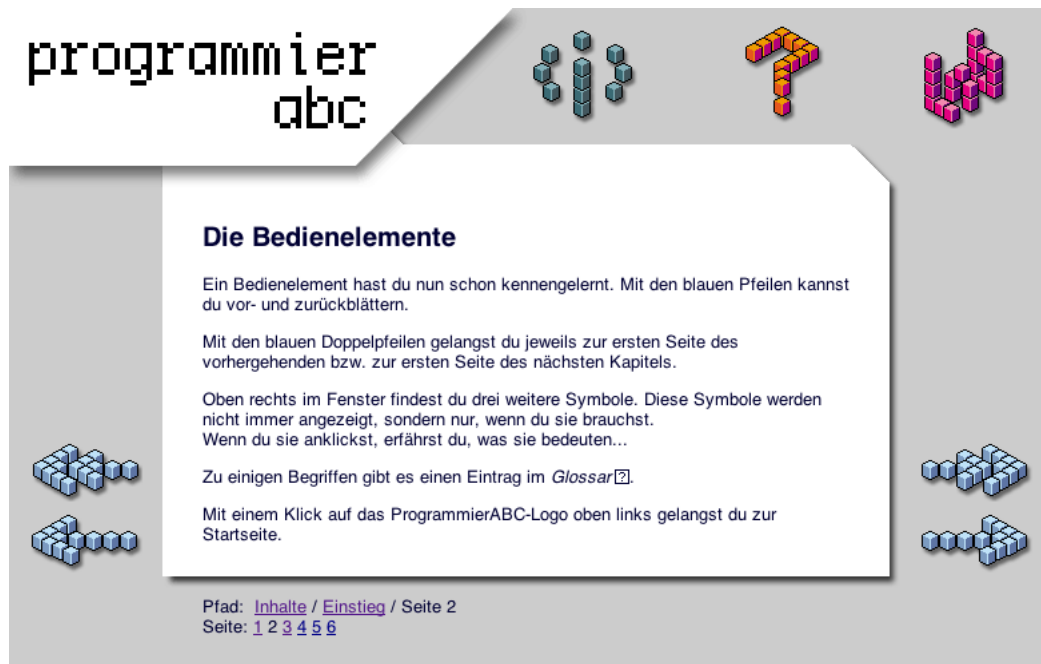 programmier
abc
Die Bedienelemente
Ein Bedienelement hast du nun schon kennengelernt. Mit den blauen Pfeilen kannst
du vor- und zurückblättern.
Mit den blauen Doppelpfeilen gelangst du jeweils zur ersten Seite des
vorhergehenden bzw. zur ersten Seite des nächsten Kapitels.
Oben rechts im Fenster findest du drei weitere Symbole. Diese Symbole werden
nicht immer angezeigt, sondern nur, wenn du sie brauchst.
Wenn du sie anklickst, erfährst du, was sie bedeuten...
Zu einigen Begriffen gibt es einen Eintrag im Glossar?.
Mit einem Klick auf das ProgrammierABC-Logo oben links gelangst du zur
Startseite.
Pfad: Inhalte / Einstieg / Seite 2
Seite: 1 2 3 4 5 6